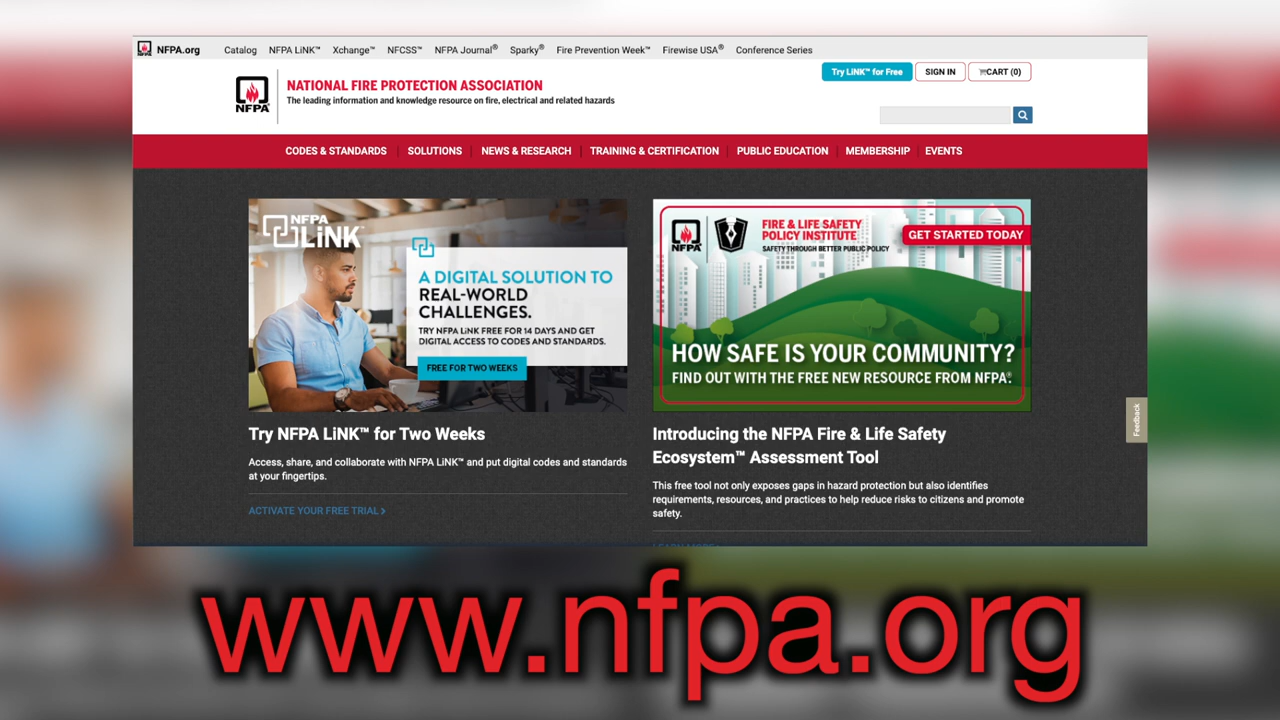 NFPA.org Catalog NFPA LiNK™ Xchange™ NFCSS™ NFPA Journal® Sparky® Fire Prevention Week™ Firewise USA® Conference Series
Try LiNK™ for Free SIGN IN CART (0)
NFPA®
NATIONAL FIRE PROTECTION ASSOCIATION
The leading information and knowledge resource on fire, electrical and related hazards
CODES & STANDARDS SOLUTIONS NEWS & RESEARCH TRAINING & CERTIFICATION PUBLIC EDUCATION MEMBERSHIP EVENTS
NFPA
LiNK™
A DIGITAL SOLUTION TO
REAL-WORLD
CHALLENGES.
TRY NFPA LiNK FREE FOR 14 DAYS AND GET
DIGITAL ACCESS TO CODES AND STANDARDS.
FREE FOR TWO WEEKS
Try NFPA LiNK™ for Two Weeks
Access, share, and collaborate with NFPA LiNK™ and put digital codes and standards
at your fingertips.
ACTIVATE YOUR FREE TRIAL
NFPA
FIRE & LIFE SAFETY
POLICY INSTITUTE
SAFETY THROUGH BETTER PUBLIC POLICY
GET STARTED TODAY
HOW SAFE IS YOUR COMMUNITY?
FIND OUT WITH THE FREE NEW RESOURCE FROM NFPA®.
Introducing the NFPA Fire & Life Safety
Ecosystem™ Assessment Tool
This free tool not only exposes gaps in hazard protection but also identifies
requirements, resources, and practices to help reduce risks to citizens and promote
safety.
Feedback
www.nfpa.org